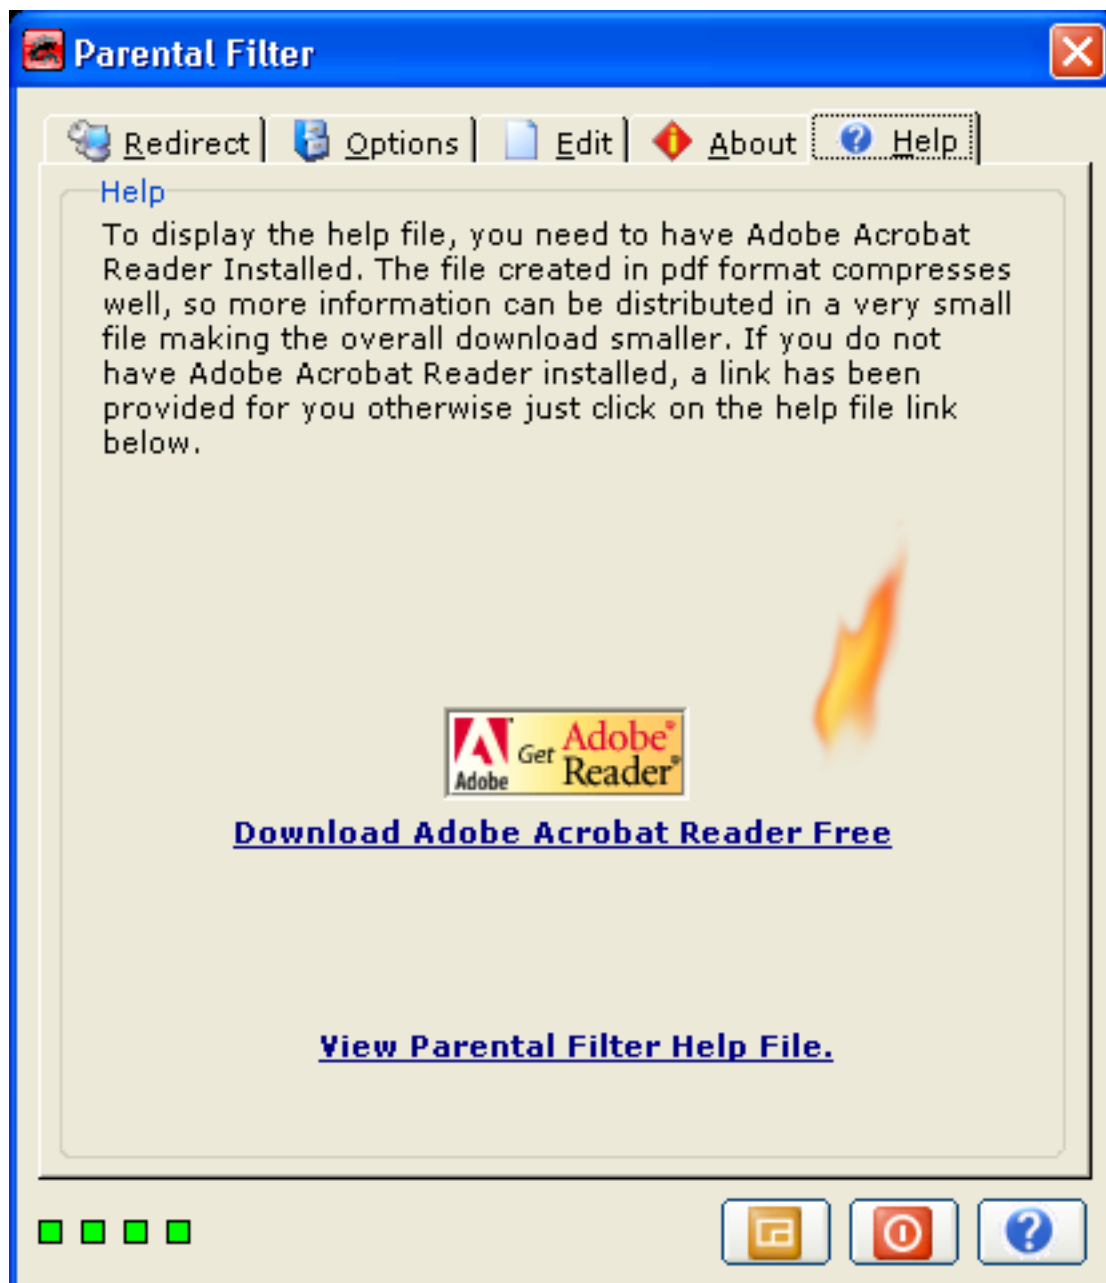 Parental Filter
Redirect Options Edit About Help
Help
To display the help file, you need to have Adobe Acrobat
Reader Installed. The file created in pdf format compresses
well, so more information can be distributed in a very small
file making the overall download smaller. If you do not
have Adobe Acrobat Reader installed, a link has been
provided for you otherwise just click on the help file link
below.
Adobe Get Adobe® Reader®
Download Adobe Acrobat Reader Free
View Parental Filter Help File.